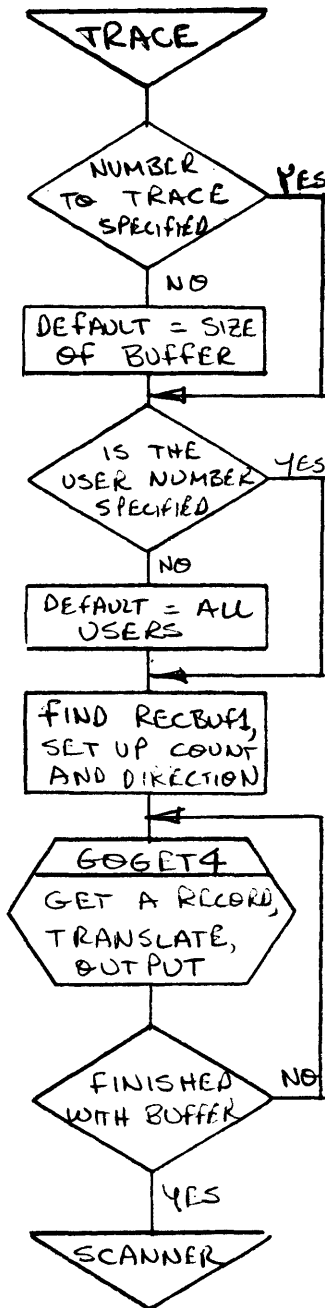 TRACE
NUMBER
TO TRACE
SPECIFIED
YES
NO
DEFAULT = SIZE
OF BUFFER
IS THE
USER NUMBER
SPECIFIED
YES
NO
DEFAULT = ALL
USERS
FIND RECBUF1,
SET UP COUNT
AND DIRECTION
GOGET4
GET A RECORD,
TRANSLATE,
OUTPUT
FINISHED
WITH BUFFER
NO
YES
SCANNER